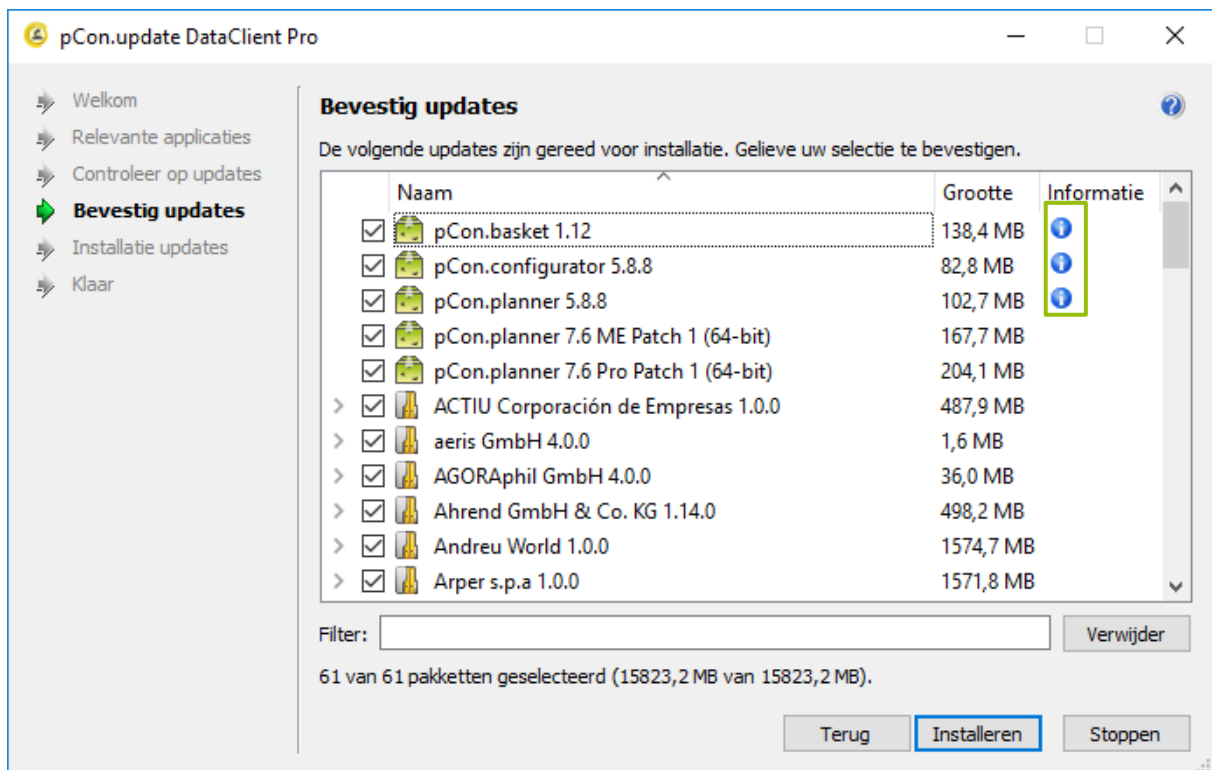 pCon.update DataClient Pro
Welkom
Relevante applicaties
Controleer op updates
Bevestig updates
Installatie updates
Klaar
Bevestig updates
De volgende updates zijn gereed voor installatie. Gelieve uw selectie te bevestigen.
Naam Grootte Informatie
pCon.basket 1.12 138,4 MB
pCon.configurator 5.8.8 82,8 MB
pCon.planner 5.8.8 102,7 MB
pCon.planner 7.6 ME Patch 1 (64-bit) 167,7 MB
pCon.planner 7.6 Pro Patch 1 (64-bit) 204,1 MB
ACTIU Corporación de Empresas 1.0.0 487,9 MB
aeris GmbH 4.0.0 1,6 MB
AGORAphil GmbH 4.0.0 36,0 MB
Ahrend GmbH & Co. KG 1.14.0 498,2 MB
Andreu World 1.0.0 1574,7 MB
Arper s.p.a 1.0.0 1571,8 MB
Filter: Verwijder
61 van 61 pakketten geselecteerd (15823,2 MB van 15823,2 MB).
Terug Installeren Stoppen